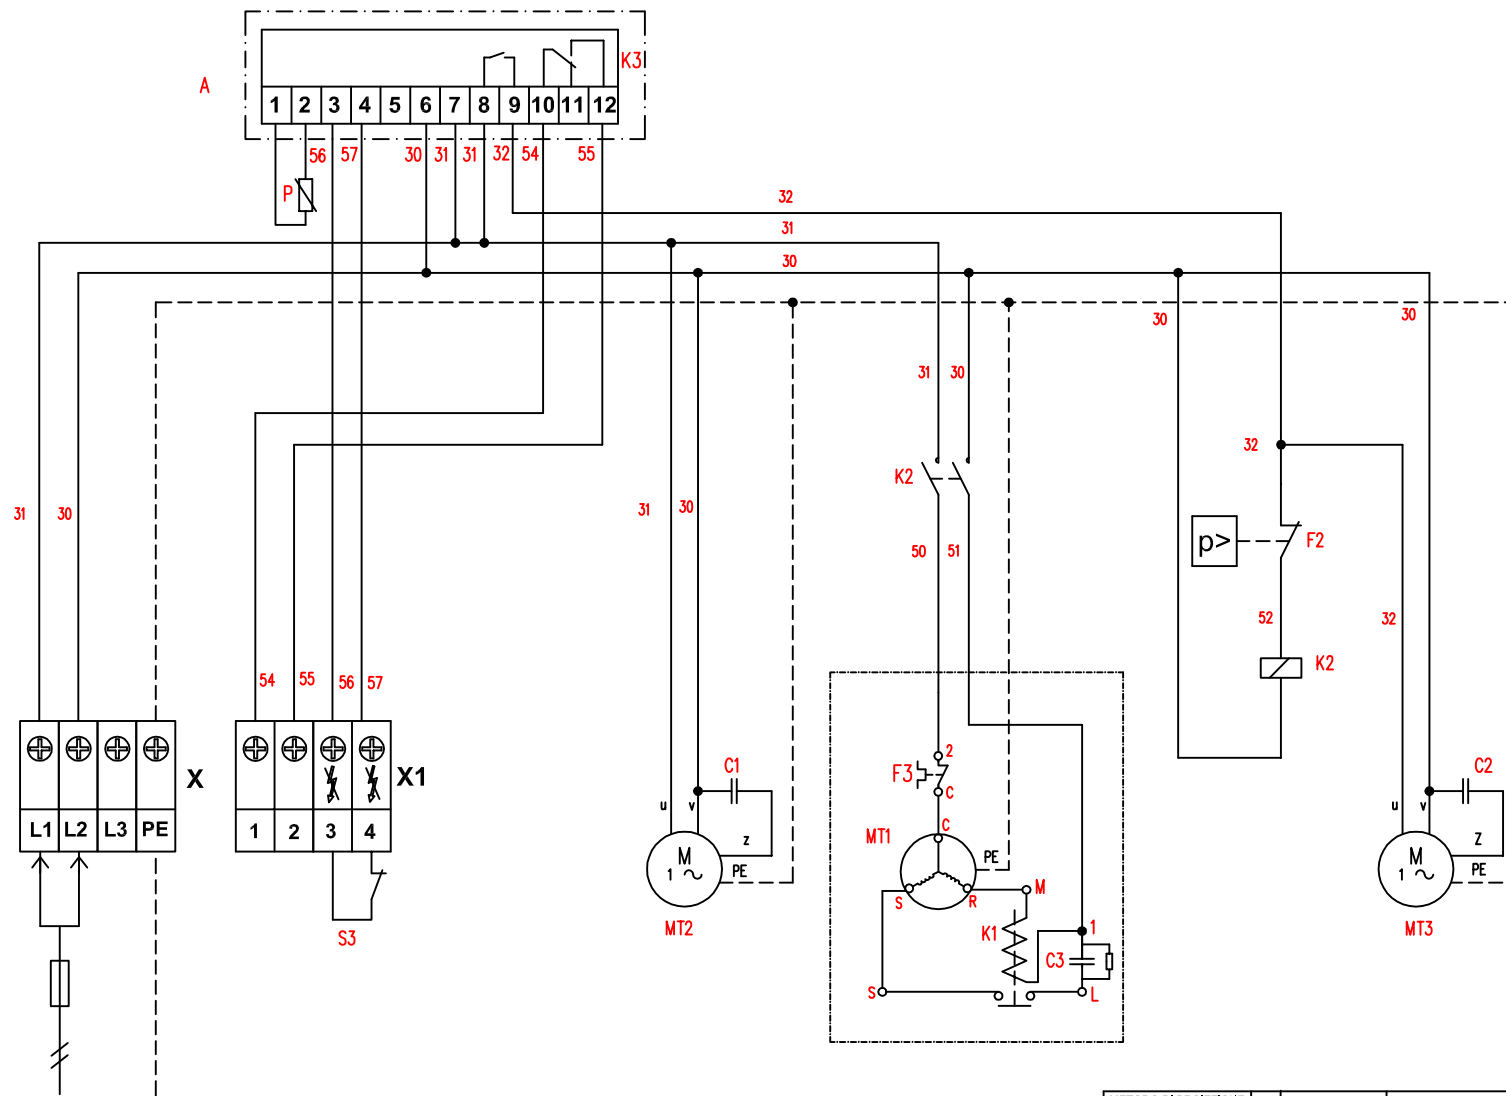 A
K3
1 2 3 4 5 6 7 8 9 10 11 12
56 57 30 31 31 32 54 55
P
32
31
30
30
30
31 30
32
K2
31 30
31 30
p> F2
50 51
52
32
K2
54 55 56 57
X
X1
L1 L2 L3 PE
1 2 3 4
S3
C1
u v
z
M
1
PE
MT2
2
F3
C
C
MT1
PE
S R M
K1
1
C3
S
L
C2
u v
Z
M
1
PE
MT3